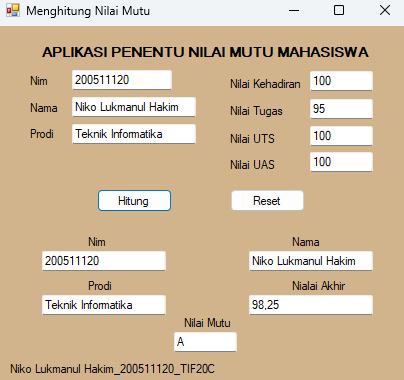 Menghitung Nilai Mutu
APLIKASI PENENTU NILAI MUTU MAHASISWA
Nim 200511120
Nama Niko Lukmanul Hakim
Prodi Teknik Informatika
Nilai Kehadiran 100
Nilai Tugas 95
Nilai UTS 100
Nilai UAS 100
Hitung Reset
Nim Nama
200511120 Niko Lukmanul Hakim
Prodi Nialai Akhir
Teknik Informatika 98,25
Nilai Mutu
A
Niko Lukmanul Hakim_200511120_TIF20C